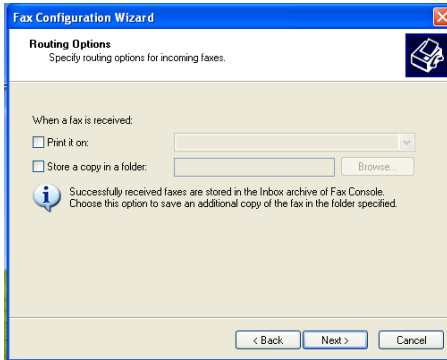 Fax Configuration Wizard
Routing Options
Specify routing options for incoming faxes.
When a fax is received:
Print it on:
Store a copy in a folder:
Browse...
Successfully received faxes are stored in the Inbox archive of Fax Console.
Choose this option to save an additional copy of the fax in the folder specified.
< Back
Next >
Cancel